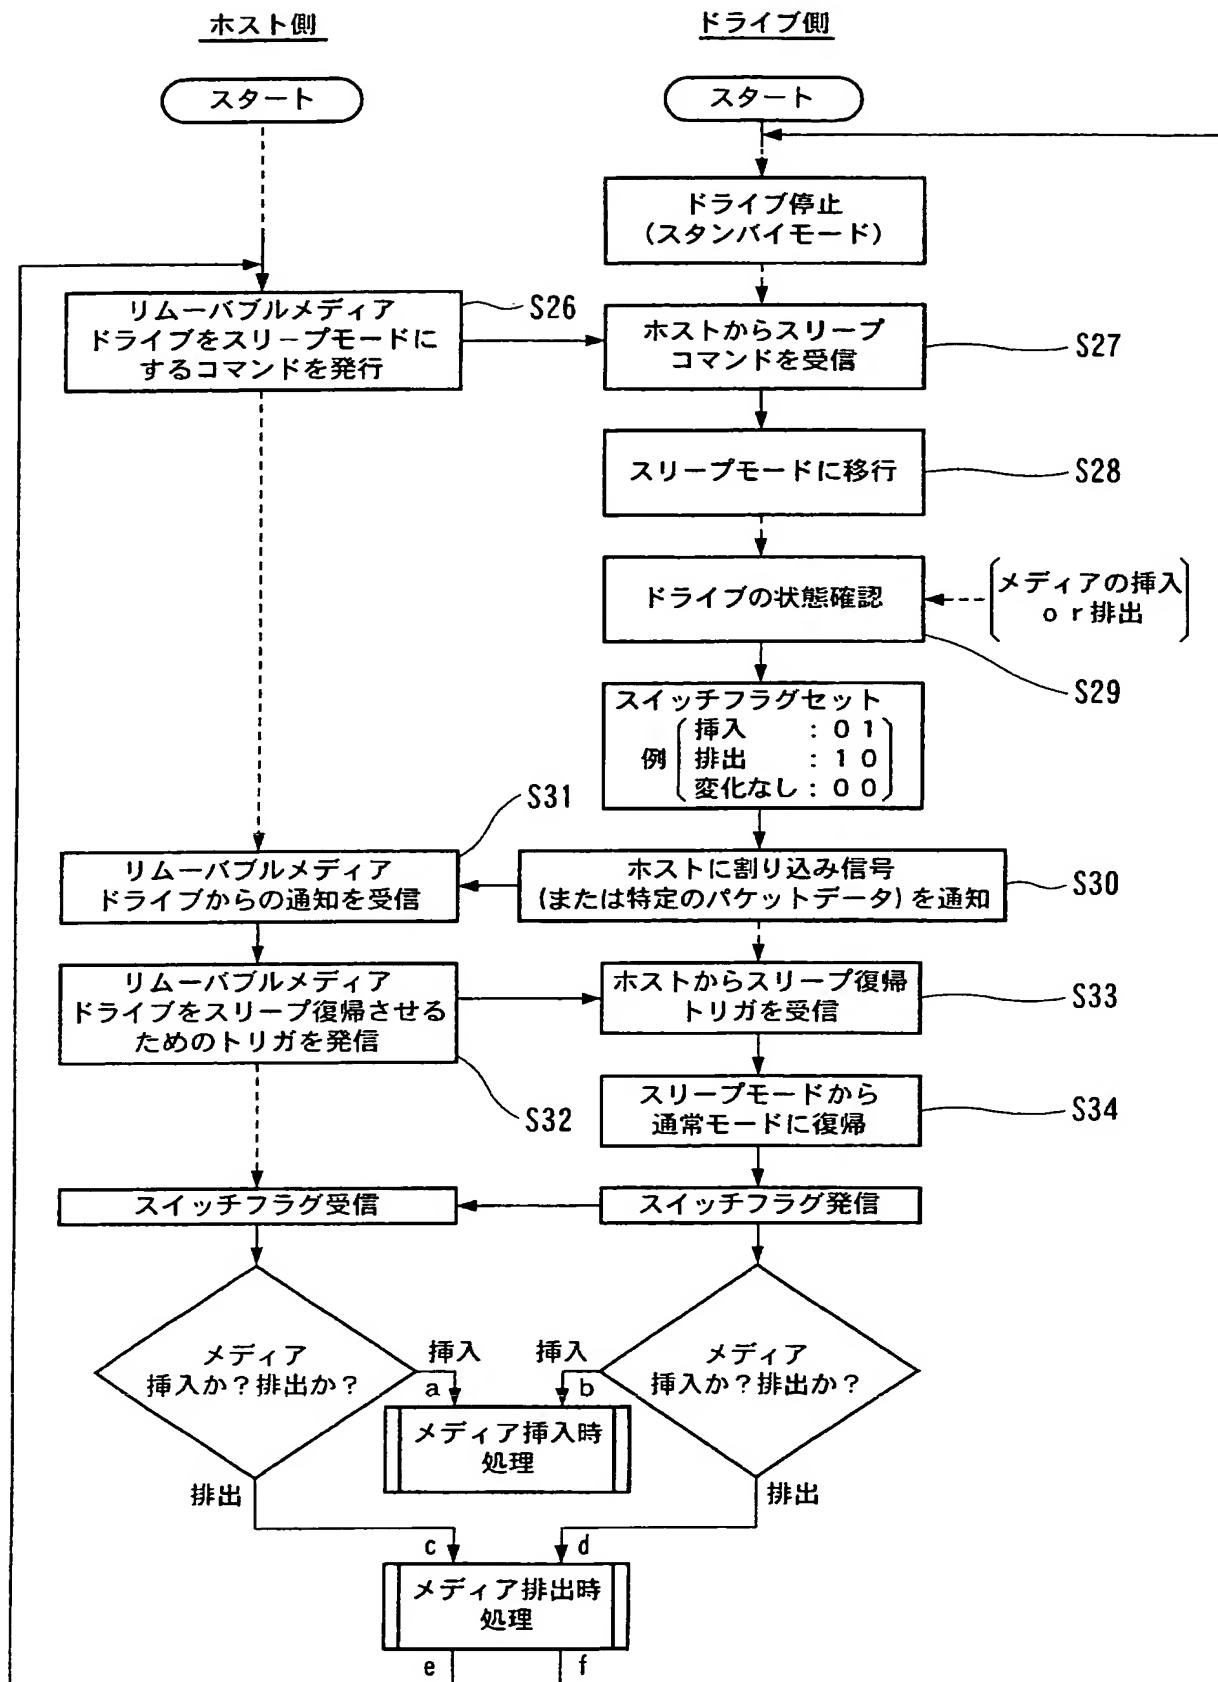 ホスト側
ドライブ側
スタート
スタート
ドライブ停止
(スタンバイモード)
リムーバブルメディア
ドライブをスリープモードに
するコマンドを発行
S26
ホストからスリープ
コマンドを受信
S27
スリープモードに移行
S28
ドライブの状態確認
メディアの挿入
or排出
S29
スイッチフラグセット
例
挿入 : 01
排出 : 10
変化なし : 00
S31
リムーバブルメディア
ドライブからの通知を受信
ホストに割り込み信号
(または特定のパケットデータ)を通知
S30
リムーバブルメディア
ドライブをスリープ復帰させる
ためのトリガを発信
S32
ホストからスリープ復帰
トリガを受信
S33
スリープモードから
通常モードに復帰
S34
スイッチフラグ受信
スイッチフラグ発信
メディア
挿入か?排出か?
挿入
a
挿入
b
メディア
挿入か?排出か?
メディア挿入時
処理
排出
排出
c
d
メディア排出時
処理
e
f